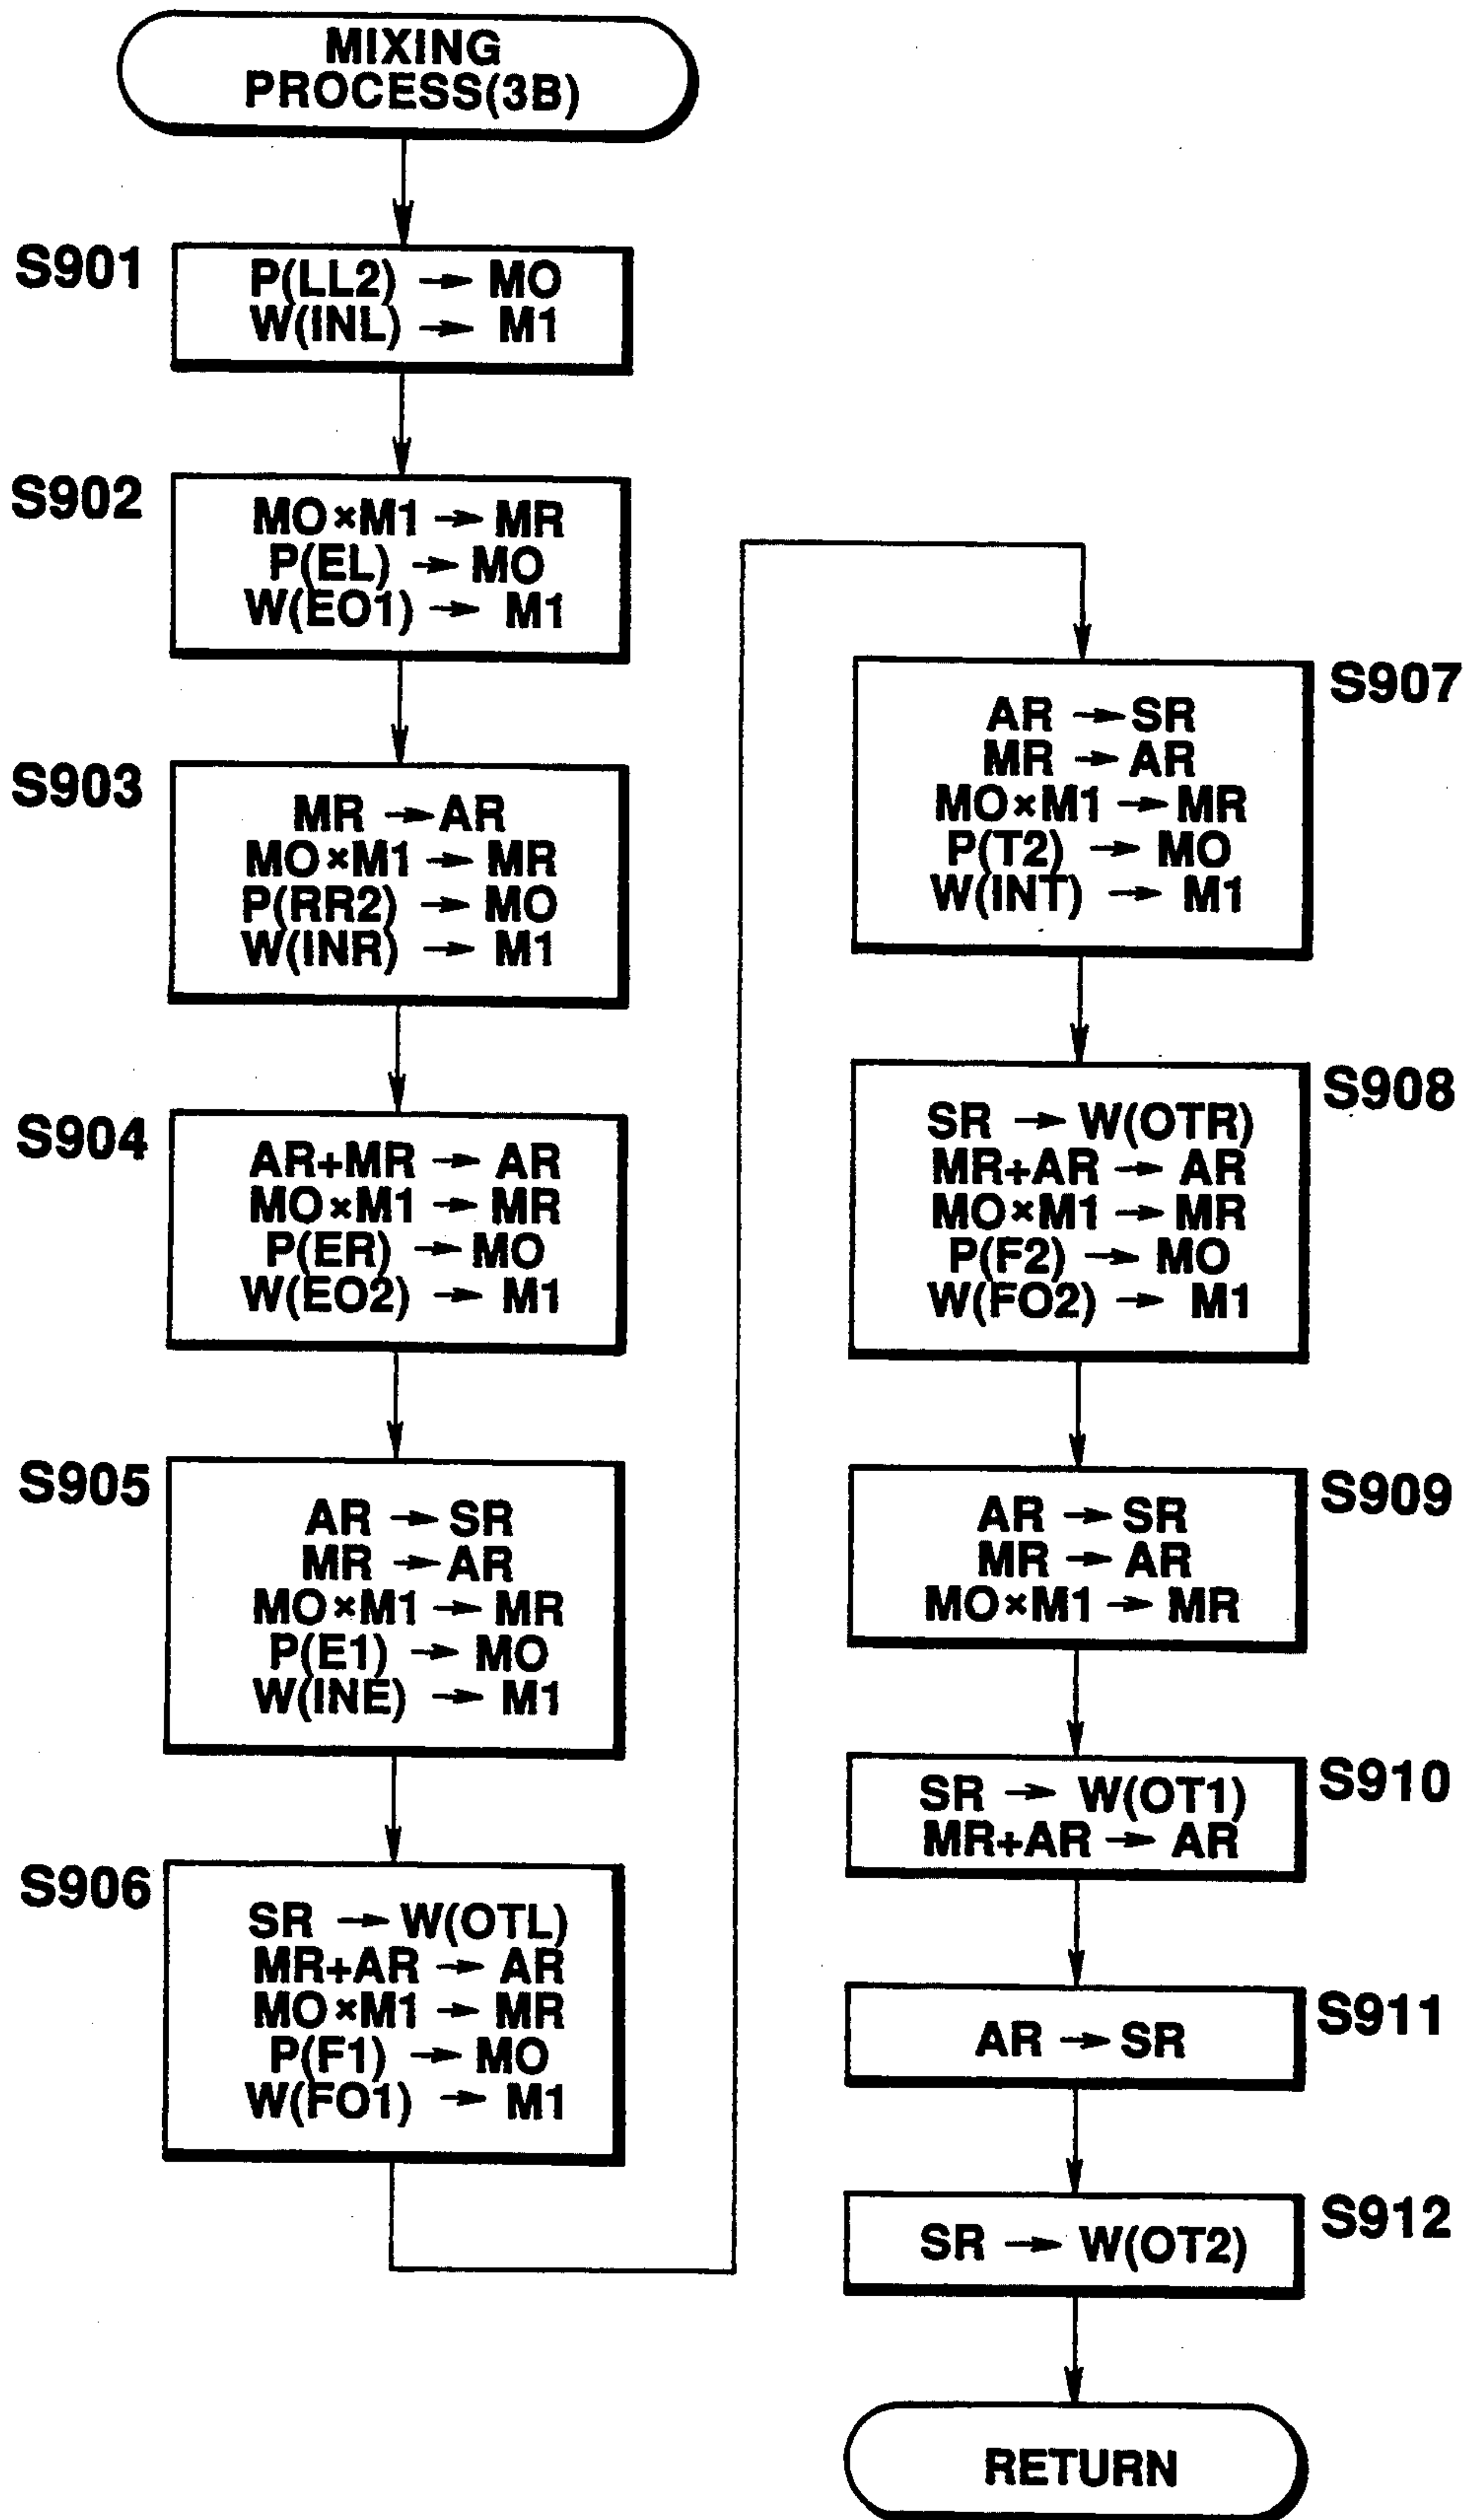 MIXING
PROCESS(3B)
S901
P(LL2) → MO
W(INL) → M1
S902
MO×M1 → MR
P(EL) → MO
W(EO1) → M1
S903
MR → AR
MO×M1 → MR
P(RR2) → MO
W(INR) → M1
S904
AR+MR → AR
MO×M1 → MR
P(ER) → MO
W(EO2) → M1
S905
AR → SR
MR → AR
MO×M1 → MR
P(E1) → MO
W(INE) → M1
S906
SR → W(OTL)
MR+AR → AR
MO×M1 → MR
P(F1) → MO
W(FO1) → M1
S907
AR → SR
MR → AR
MO×M1 → MR
P(T2) → MO
W(INT) → M1
S908
SR → W(OTR)
MR+AR → AR
MO×M1 → MR
P(F2) → MO
W(FO2) → M1
S909
AR → SR
MR → AR
MO×M1 → MR
S910
SR → W(OT1)
MR+AR → AR
S911
AR → SR
S912
SR → W(OT2)
RETURN